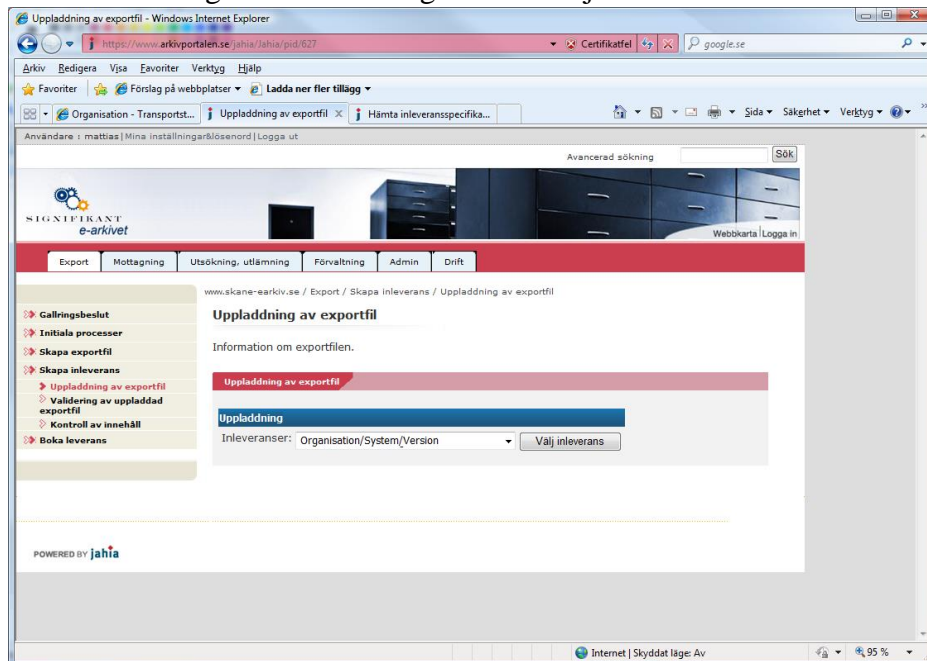 Uppladdning av exportfil - Windows Internet Explorer
https://www.arkivportalen.se/jahia/Jahia/pid/627 Certifikatfel google.se
Arkiv Redigera Visa Favoriter Verktyg Hjälp
Favoriter Förslag på webbplatser Ladda ner fler tillägg
Organisation - Transportst... Uppladdning av exportfil X Hämta inleveransspecifika... Sida Säkerhet Verktyg
Användare : mattias|Mina inställningar&lösenord|Logga ut
Avancerad sökning Sök
SIGNIFIKANT
e-arkivet
Webbkarta|Logga in
Export Mottagning Utsökning, utlämning Förvaltning Admin Drift
www.skane-earkiv.se / Export / Skapa inleverans / Uppladdning av exportfil
Gallringsbeslut
Initiala processer
Skapa exportfil
Skapa inleverans
Uppladdning av exportfil
Validering av uppladdad
exportfil
Kontroll av innehåll
Boka leverans
Uppladdning av exportfil
Information om exportfilen.
Uppladdning av exportfil
Uppladdning
Inleveranser: Organisation/System/Version Välj inleverans
POWERED BY jahia
Internet | Skyddat läge: Av 95 %